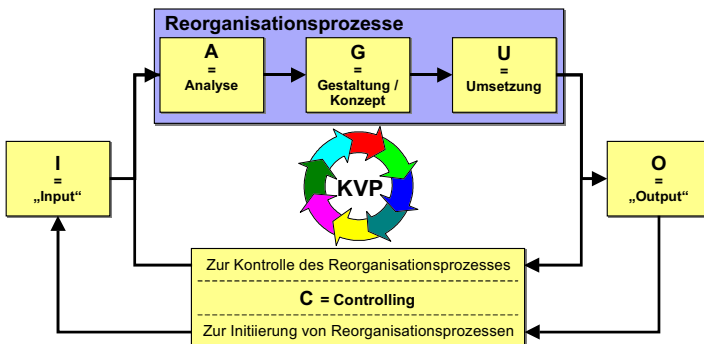 Reorganisationsprozesse
A
=
Analyse
G
=
Gestaltung /
Konzept
U
=
Umsetzung
I
=
„Input“
KVP
O
=
„Output“
Zur Kontrolle des Reorganisationsprozesses
C = Controlling
Zur Initiierung von Reorganisationsprozessen